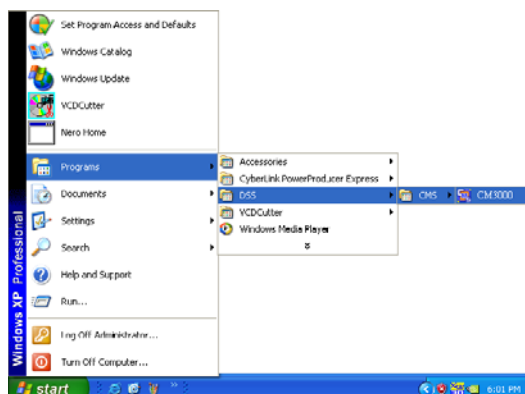 Set Program Access and Defaults
Windows Catalog
Windows Update
VCDCutter
Nero Home
Programs
Documents
Settings
Search
Help and Support
Run...
Log Off Administrator...
Turn Off Computer...
Windows XP Professional
Accessories
CyberLink PowerProducer Express
DSS
VCDCutter
Windows Media Player
CMS
CM3000
start
6:01 PM